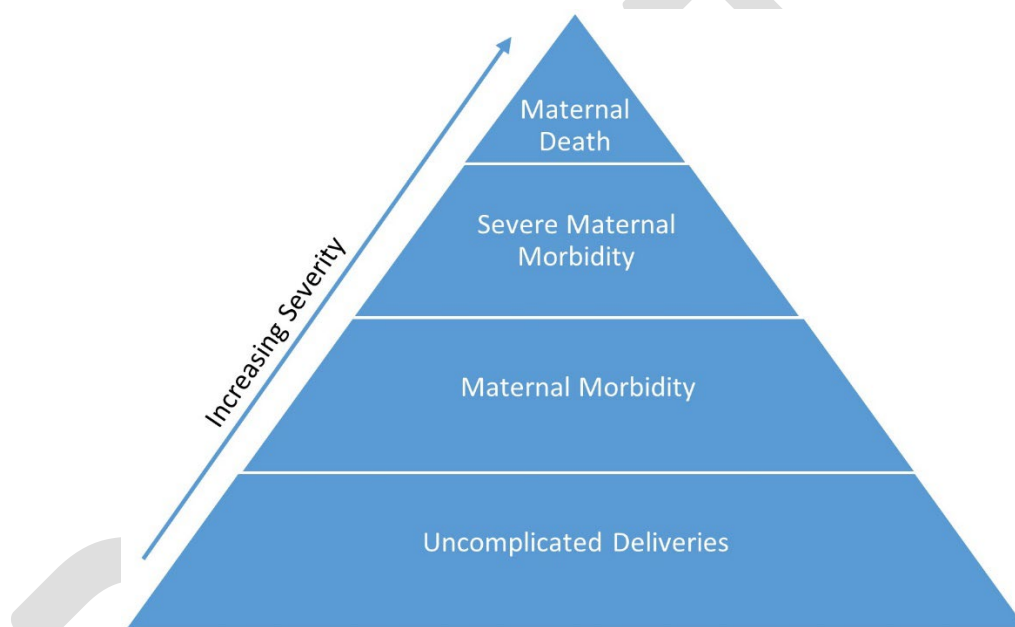 Maternal
Death
Severe Maternal
Morbidity
Increasing Severity
Maternal Morbidity
Uncomplicated Deliveries